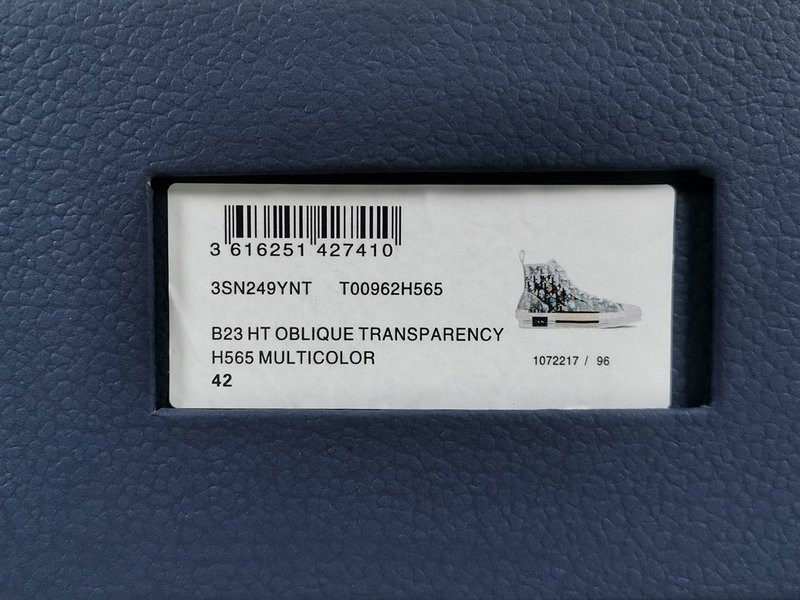 3 616251 427410
3SN249YNT T00962H565
B23 HT OBLIQUE TRANSPARENCY
H565 MULTICOLOR
42
1072217 / 96